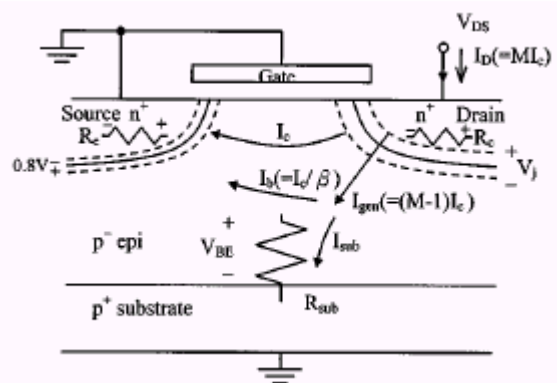 V_DS
I_D(=MI_c)
Gate
Source n⁺
n⁺ Drain
− R_c +
− + R_c
I_c
0.8V − +
+ V_j −
I_b(=I_c/β)
I_gen(=(M-1)I_c)
+
p⁻ epi
V_BE
I_sub
−
p⁺ substrate
R_sub